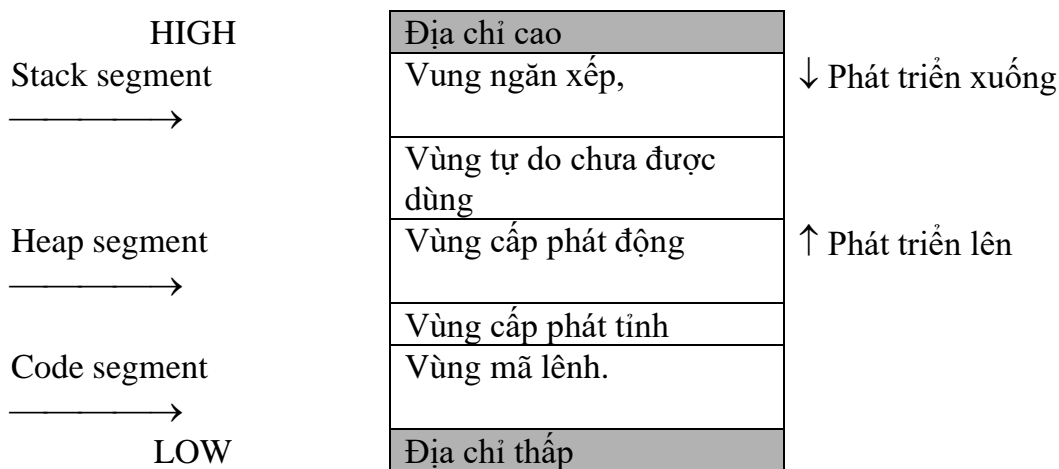 HIGH Địa chỉ cao
Stack segment Vung ngăn xếp, ↓ Phát triển xuống
⎯⎯⎯⎯→
Vùng tự do chưa được
dùng
Heap segment Vùng cấp phát động ↑ Phát triển lên
⎯⎯⎯⎯→
Vùng cấp phát tỉnh
Code segment Vùng mã lênh.
⎯⎯⎯⎯→
LOW Địa chỉ thấp